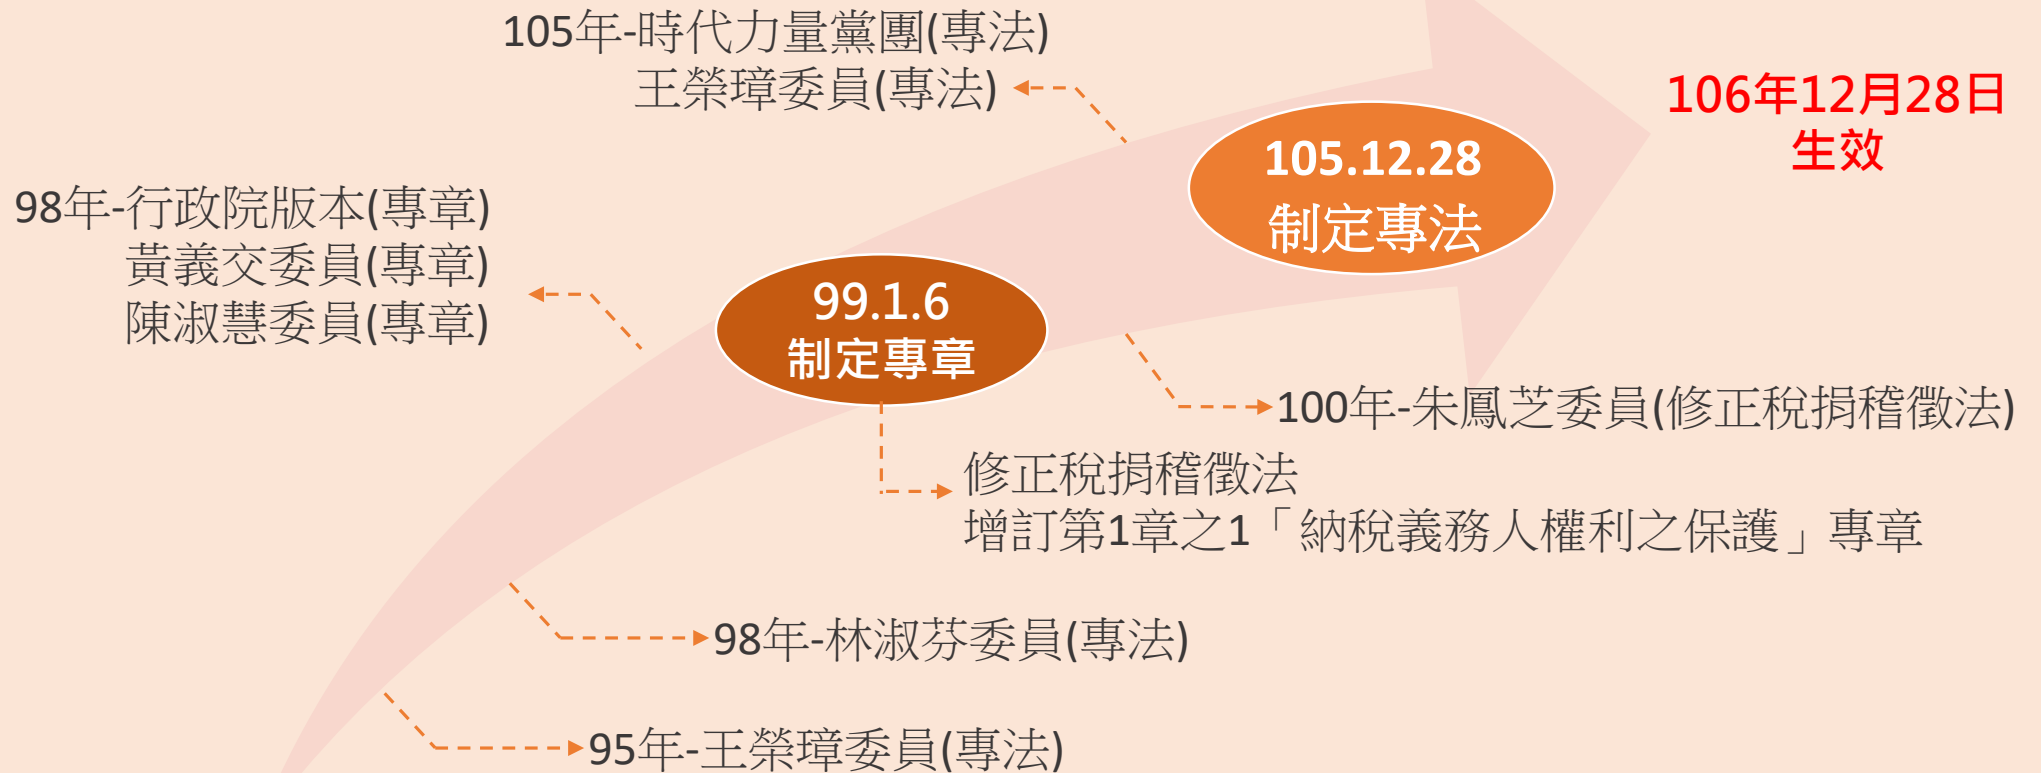 105年-時代力量黨團(專法)
王榮璋委員(專法)
106年12月28日
生效
105.12.28
制定專法
98年-行政院版本(專章)
黃義交委員(專章)
陳淑慧委員(專章)
99.1.6
制定專章
100年-朱鳳芝委員(修正稅捐稽徵法)
修正稅捐稽徵法
增訂第1章之1「納稅義務人權利之保護」專章
98年-林淑芬委員(專法)
95年-王榮璋委員(專法)